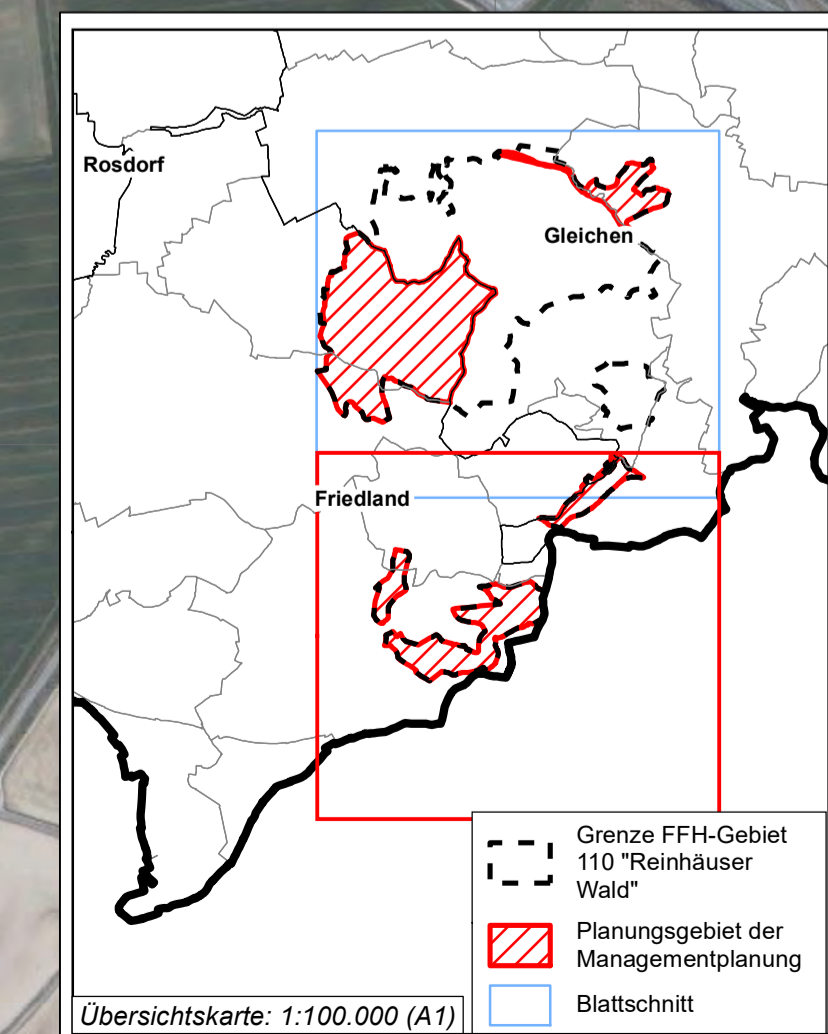 Rosdorf
Gleichen
Friedland
Grenze FFH-Gebiet
110 "Reinhäuser
Wald"
Planungsgebiet der
Managementplanung
Blattschnitt
Übersichtskarte: 1:100.000 (A1)